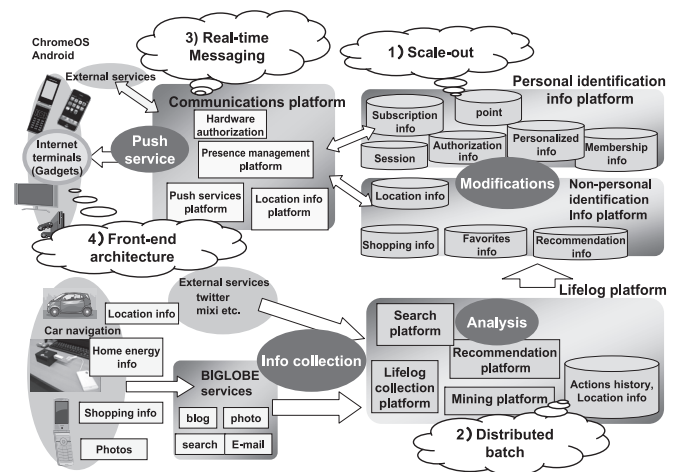 ChromeOS
Android
External services
3) Real-time
Messaging
1) Scale-out
Personal identification
info platform
Communications platform
Hardware
authorization
Presence management
platform
Push services
platform
Location info
platform
Push
service
Internet
terminals
(Gadgets)
Subscription
info
point
Session
Authorization
info
Personalized
info
Membership
info
Modifications
Non-personal identification
Info platform
Location info
Shopping info
Favorites
info
Recommendation
info
4) Front-end
architecture
External services
twitter
mixi etc.
Location info
Car navigation
Home energy
info
Shopping info
Photos
BIGLOBE
services
blog
photo
search
E-mail
Info collection
Lifelog platform
Search
platform
Analysis
Recommendation
platform
Lifelog
collection
platform
Mining platform
Actions history,
Location info
2) Distributed
batch